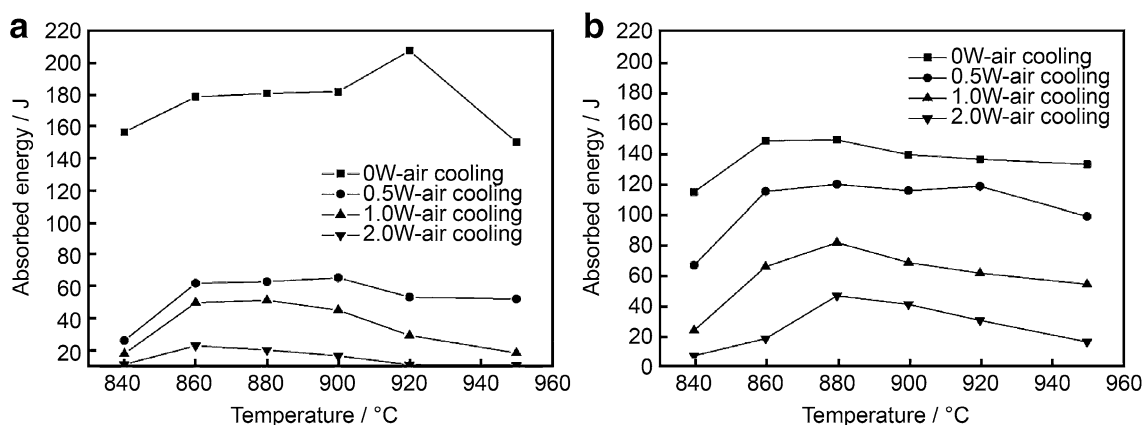 a
220
200
180
160
140
120
100
80
60
40
20
Absorbed energy / J
0W-air cooling
0.5W-air cooling
1.0W-air cooling
2.0W-air cooling
840 860 880 900 920 940 960
Temperature / °C
b
220
200
180
160
140
120
100
80
60
40
20
0
Absorbed energy / J
0W-air cooling
0.5W-air cooling
1.0W-air cooling
2.0W-air cooling
840 860 880 900 920 940 960
Temperature / °C